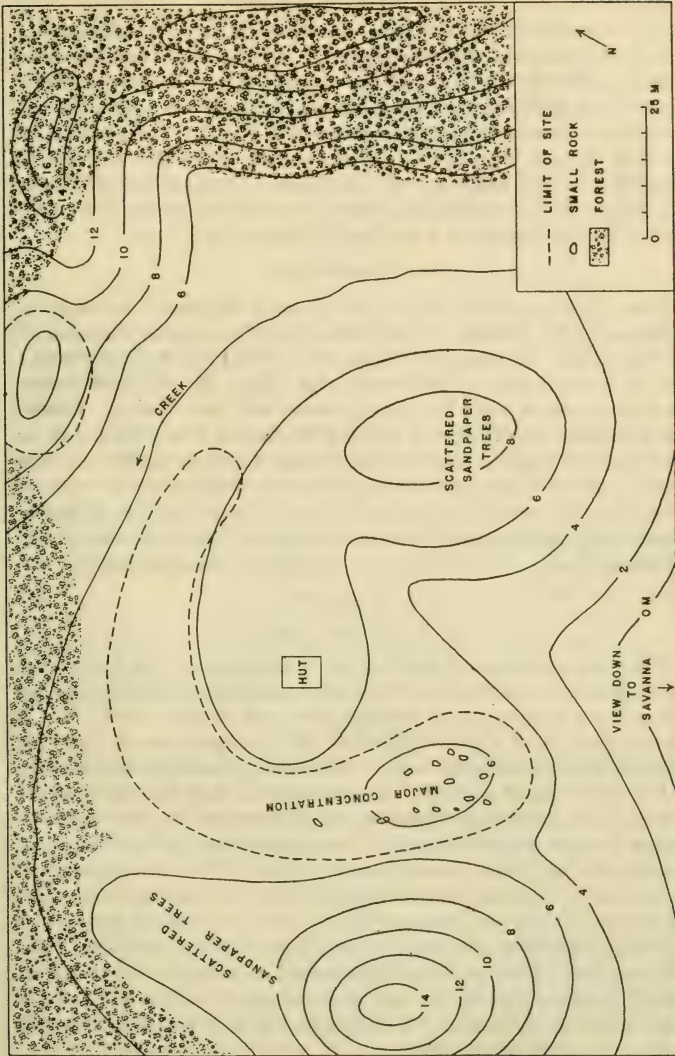 16
14
12
10
8
6
CREEK
SCATTERED
SANDPAPER
TREES
8
6
4
2
0 M
HUT
MAJOR
CONCENTRATION
6
SCATTERED
SANDPAPER TREES
14
12
10
8
6
4
VIEW DOWN
TO
SAVANNA
LIMIT OF SITE
SMALL ROCK
FOREST
N
0
25 M